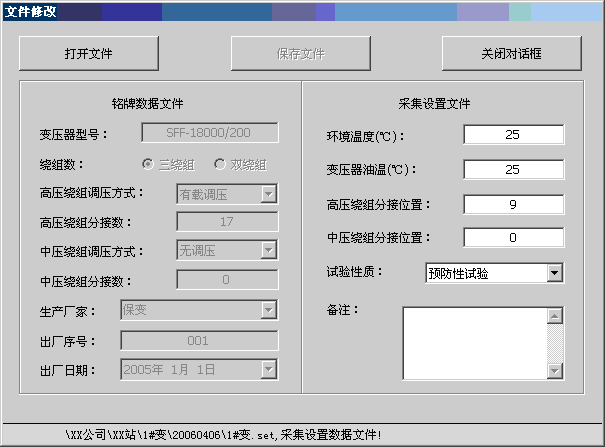 文件修改
打开文件 保存文件 关闭对话框
铭牌数据文件
变压器型号： SFF-18000/200
绕组数： 三绕组 双绕组
高压绕组调压方式： 有载调压
高压绕组分接数： 17
中压绕组调压方式： 无调压
中压绕组分接数： 0
生产厂家： 保变
出厂序号： 001
出厂日期： 2005年 1月 1日
采集设置文件
环境温度(℃)： 25
变压器油温(℃)： 25
高压绕组分接位置： 9
中压绕组分接位置： 0
试验性质： 预防性试验
备注：
\XX公司\XX站\1#变\20060406\1#变.set,采集设置数据文件!